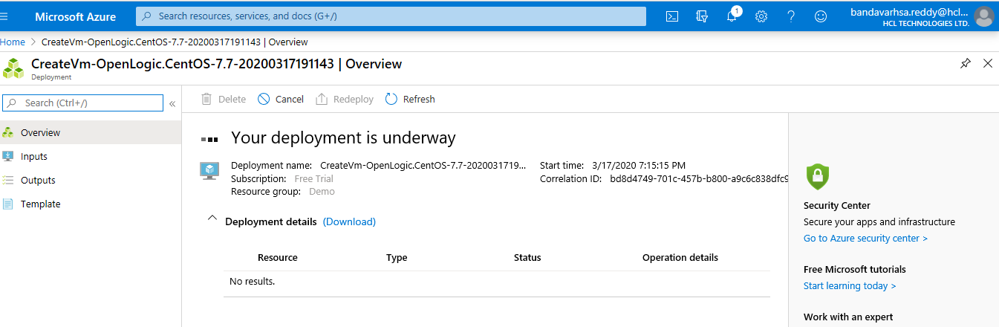 Microsoft Azure
Search resources, services, and docs (G+/)
1
bandavarhsa.reddy@hcl...
HCL TECHNOLOGIES LTD.
Home > CreateVm-OpenLogic.CentOS-7.7-20200317191143 | Overview
CreateVm-OpenLogic.CentOS-7.7-20200317191143 | Overview
Deployment
Search (Ctrl+/)
«
Delete Cancel Redeploy Refresh
Overview
Inputs
Outputs
Template
Your deployment is underway
Deployment name: CreateVm-OpenLogic.CentOS-7.7-2020031719... Start time: 3/17/2020 7:15:15 PM
Subscription: Free Trial Correlation ID: bd8d4749-701c-457b-b800-a9c6c838dfc9
Resource group: Demo
Deployment details (Download)
Resource Type Status Operation details
No results.
Security Center
Secure your apps and infrastructure
Go to Azure security center >
Free Microsoft tutorials
Start learning today >
Work with an expert